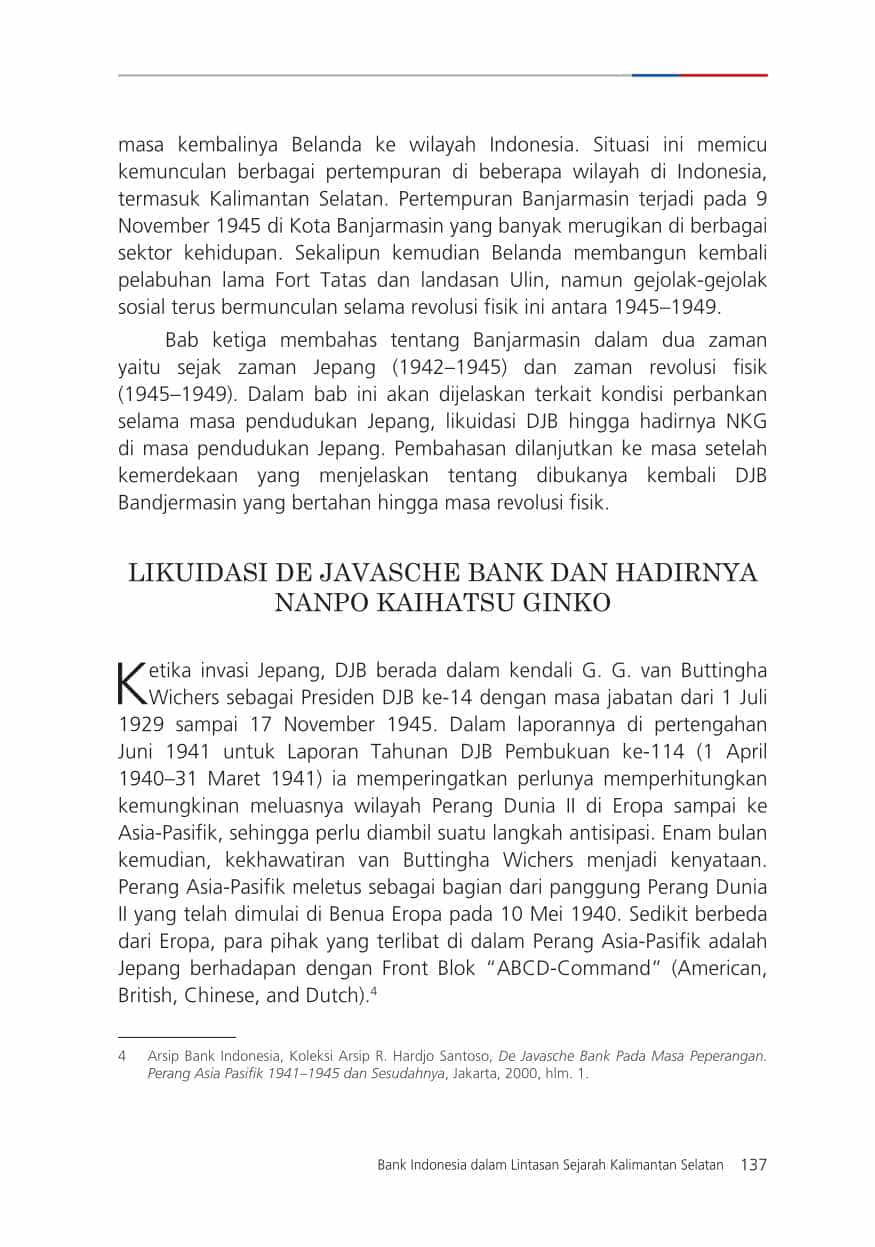 masa kembalinya Belanda ke wilayah Indonesia. Situasi ini memicu
kemunculan berbagai pertempuran di beberapa wilayah di Indonesia,
termasuk Kalimantan Selatan. Pertempuran Banjarmasin terjadi pada 9
November 1945 di Kota Banjarmasin yang banyak merugikan di berbagai
sektor kehidupan. Sekalipun kemudian Belanda membangun kembali
pelabuhan lama Fort Tatas dan landasan Ulin, namun gejolak-gejolak
sosial terus bermunculan selama revolusi fisik ini antara 1945–1949.
Bab ketiga membahas tentang Banjarmasin dalam dua zaman
yaitu sejak zaman Jepang (1942–1945) dan zaman revolusi fisik
(1945–1949). Dalam bab ini akan dijelaskan terkait kondisi perbankan
selama masa pendudukan Jepang, likuidasi DJB hingga hadirnya NKG
di masa pendudukan Jepang. Pembahasan dilanjutkan ke masa setelah
kemerdekaan yang menjelaskan tentang dibukanya kembali DJB
Bandjermasin yang bertahan hingga masa revolusi fisik.
LIKUIDASI DE JAVASCHE BANK DAN HADIRNYA
NANPO KAIHATSU GINKO
Ketika invasi Jepang, DJB berada dalam kendali G. G. van Buttingha
Wichers sebagai Presiden DJB ke-14 dengan masa jabatan dari 1 Juli
1929 sampai 17 November 1945. Dalam laporannya di pertengahan
Juni 1941 untuk Laporan Tahunan DJB Pembukuan ke-114 (1 April
1940–31 Maret 1941) ia memperingatkan perlunya memperhitungkan
kemungkinan meluasnya wilayah Perang Dunia II di Eropa sampai ke
Asia-Pasifik, sehingga perlu diambil suatu langkah antisipasi. Enam bulan
kemudian, kekhawatiran van Buttingha Wichers menjadi kenyataan.
Perang Asia-Pasifik meletus sebagai bagian dari panggung Perang Dunia
II yang telah dimulai di Benua Eropa pada 10 Mei 1940. Sedikit berbeda
dari Eropa, para pihak yang terlibat di dalam Perang Asia-Pasifik adalah
Jepang berhadapan dengan Front Blok “ABCD-Command” (American,
British, Chinese, and Dutch).4
4 Arsip Bank Indonesia, Koleksi Arsip R. Hardjo Santoso, De Javasche Bank Pada Masa Peperangan.
Perang Asia Pasifik 1941–1945 dan Sesudahnya, Jakarta, 2000, hlm. 1.
Bank Indonesia dalam Lintasan Sejarah Kalimantan Selatan 137